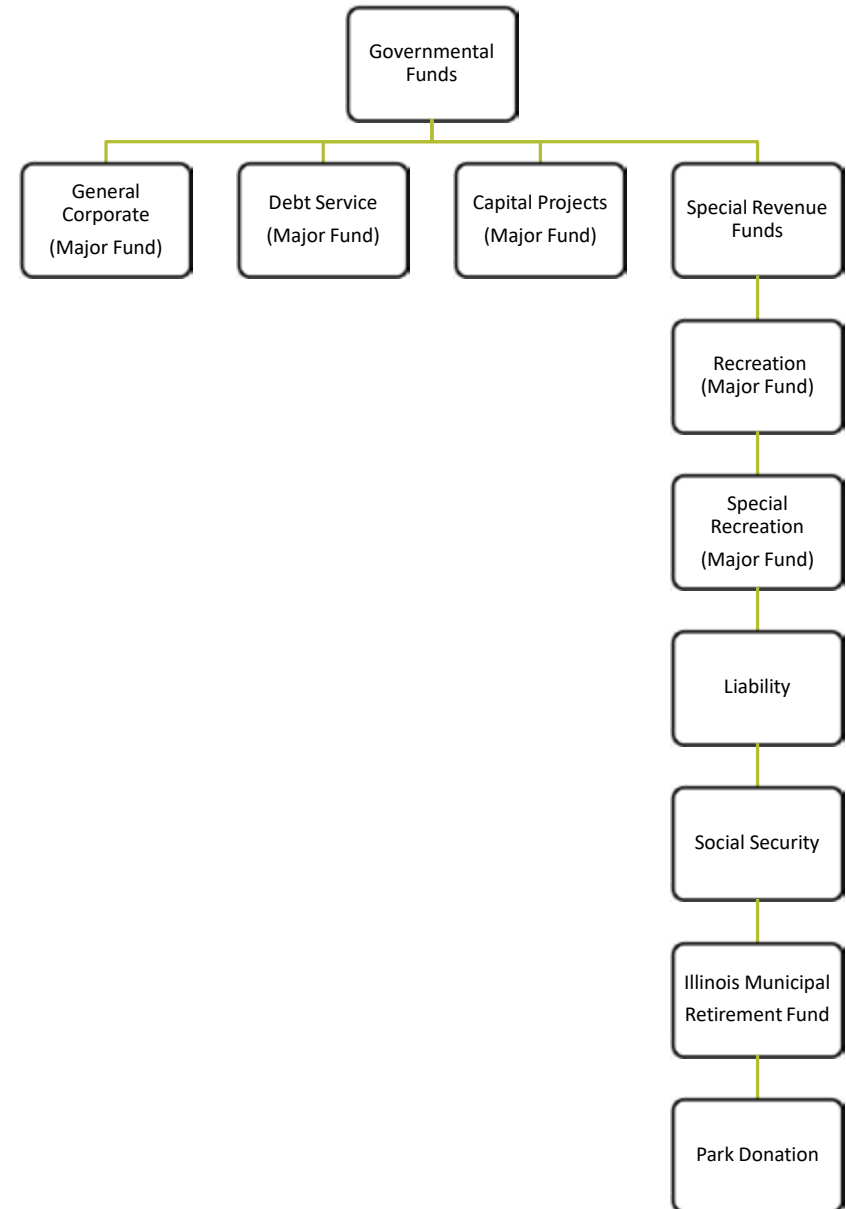 Governmental
Funds
General
Corporate
(Major Fund)
Debt Service
(Major Fund)
Capital Projects
(Major Fund)
Special Revenue
Funds
Recreation
(Major Fund)
Special
Recreation
(Major Fund)
Liability
Social Security
Illinois Municipal
Retirement Fund
Park Donation